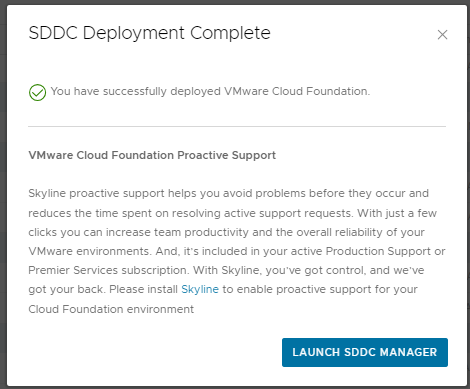 SDDC Deployment Complete
You have successfully deployed VMware Cloud Foundation.
VMware Cloud Foundation Proactive Support
Skyline proactive support helps you avoid problems before they occur and
reduces the time spent on resolving active support requests. With just a few
clicks you can increase team productivity and the overall reliability of your
VMware environments. And, it's included in your active Production Support or
Premier Services subscription. With Skyline, you've got control, and we've
got your back. Please install Skyline to enable proactive support for your
Cloud Foundation environment
LAUNCH SDDC MANAGER